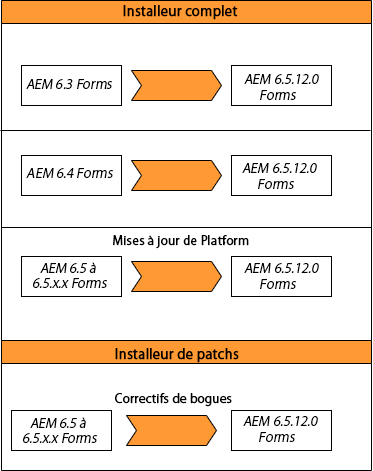 Installeur complet
AEM 6.3 Forms
AEM 6.5.12.0
Forms
AEM 6.4 Forms
AEM 6.5.12.0
Forms
Mises à jour de Platform
AEM 6.5 à
6.5.x.x Forms
AEM 6.5.12.0
Forms
Installeur de patchs
Correctifs de bogues
AEM 6.5 à
6.5.x.x Forms
AEM 6.5.12.0
Forms